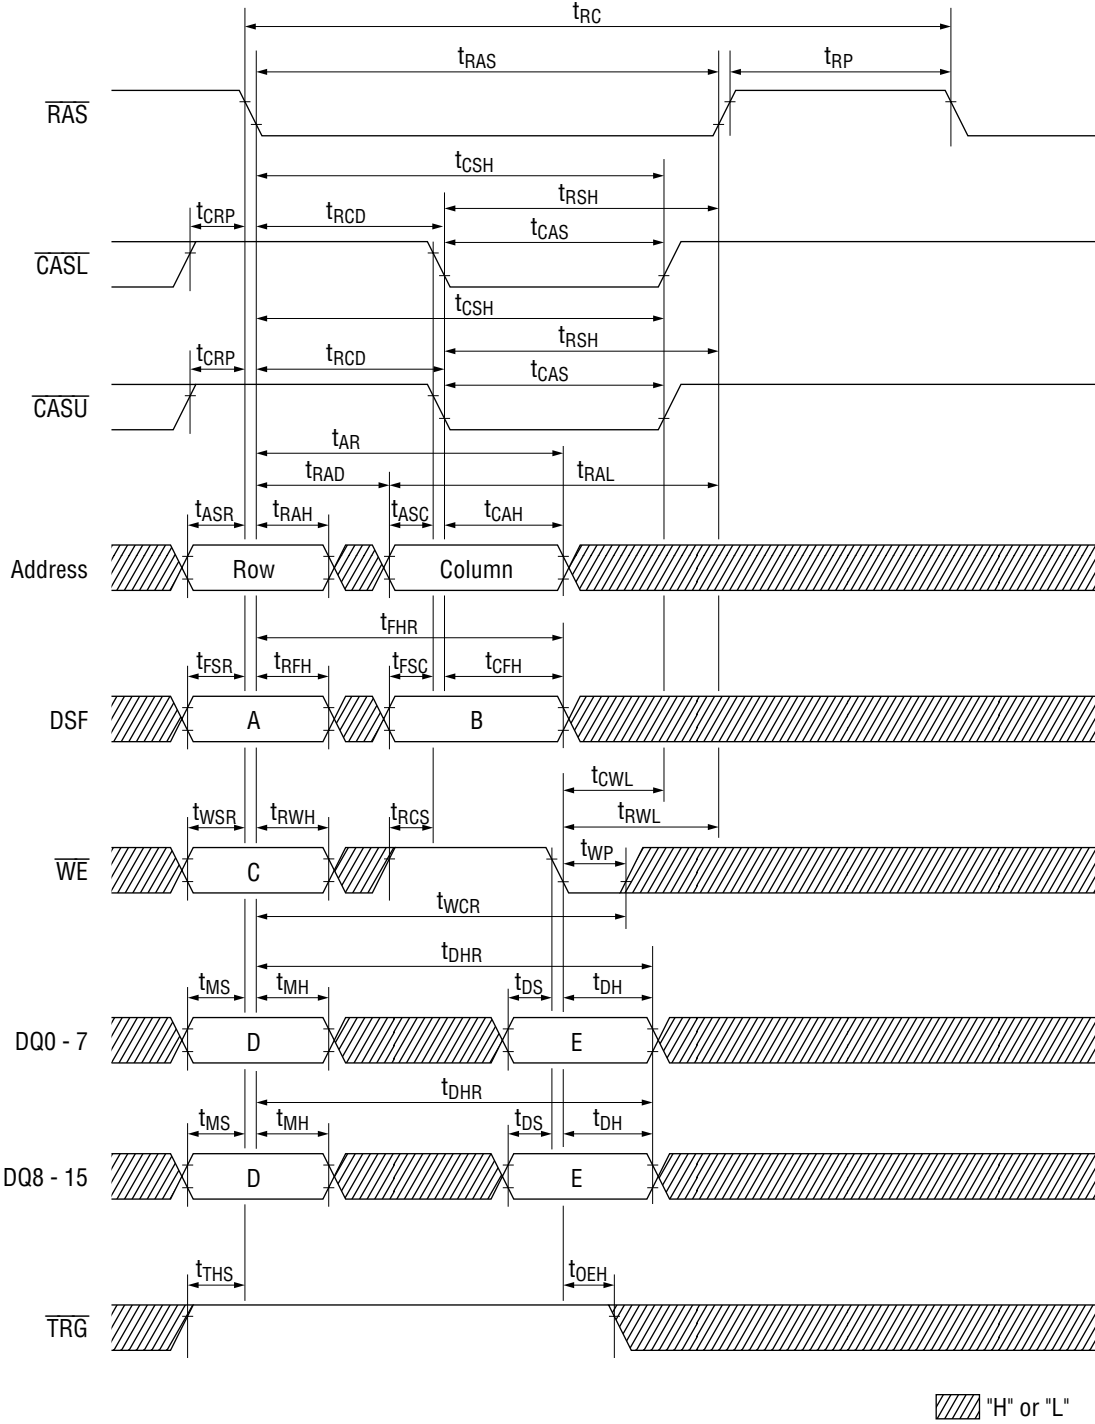 tRC
tRAS tRP
RAS
tCSH
tRSH
tCRP tRCD tCAS
CASL
tCSH
tRSH
tCRP tRCD tCAS
CASU
tAR
tRAD tRAL
tASR tRAH tASC tCAH
Address Row Column
tFHR
tFSR tRFH tFSC tCFH
DSF A B
tCWL
tWSR tRWH tRCS tRWL
tWP
WE C
tWCR
tDHR
tMS tMH tDS tDH
DQ0 - 7 D E
tDHR
tMS tMH tDS tDH
DQ8 - 15 D E
tTHS tOEH
TRG
"H" or "L"